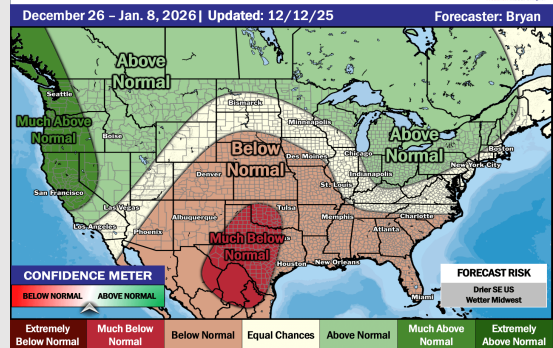 December 26 – Jan. 8, 2026 | Updated: 12/12/25
Forecaster: Bryan
Above
Normal
Seattle
Much Above
Normal
Bismarck
Minneapolis
Above
Normal
Boise
Boston
New York City
Chicago
Des Moines
Below
Normal
Indianapolis
Denver
St. Louis
San Francisco
Las Vegas
Los Angeles
Phoenix
Albuquerque
Tulsa
Memphis
Charlotte
Atlanta
Much Below
Normal
Houston
New Orleans
Miami
CONFIDENCE METER
BELOW NORMAL
ABOVE NORMAL
FORECAST RISK
Drier SE US
Wetter Midwest
Extremely
Below Normal
Much Below
Normal
Below Normal
Equal Chances
Above Normal
Much Above
Normal
Extremely
Above Normal